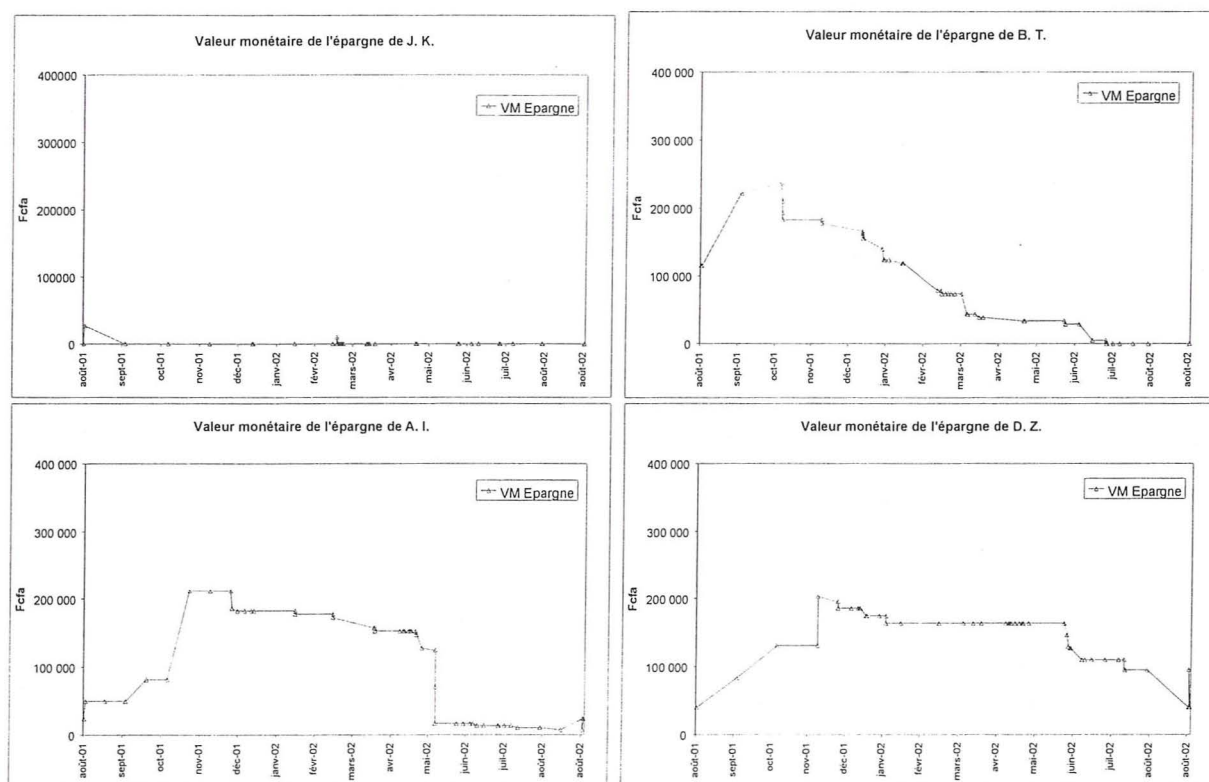 Valeur monétaire de l'épargne de J. K.
400000
300000
200000
100000
0
Fcfa
VM Epargne
août-01
sept-01
oct-01
nov-01
déc-01
janv-02
févr-02
mars-02
avr-02
mai-02
juin-02
juil-02
août-02
août-02
Valeur monétaire de l'épargne de B. T.
400 000
300 000
200 000
100 000
0
Fcfa
VM Epargne
août-01
sept-01
oct-01
nov-01
déc-01
janv-02
févr-02
mars-02
avr-02
mai-02
juin-02
juil-02
août-02
août-02
Valeur monétaire de l'épargne de A. I.
400 000
300 000
200 000
100 000
0
Fcfa
VM Epargne
août-01
sept-01
oct-01
nov-01
déc-01
janv-02
févr-02
mars-02
avr-02
mai-02
juin-02
juil-02
août-02
août-02
Valeur monétaire de l'épargne de D. Z.
400 000
300 000
200 000
100 000
0
Fcfa
VM Epargne
août-01
sept-01
oct-01
nov-01
déc-01
janv-02
févr-02
mars-02
avr-02
mai-02
juin-02
juil-02
août-02
août-02